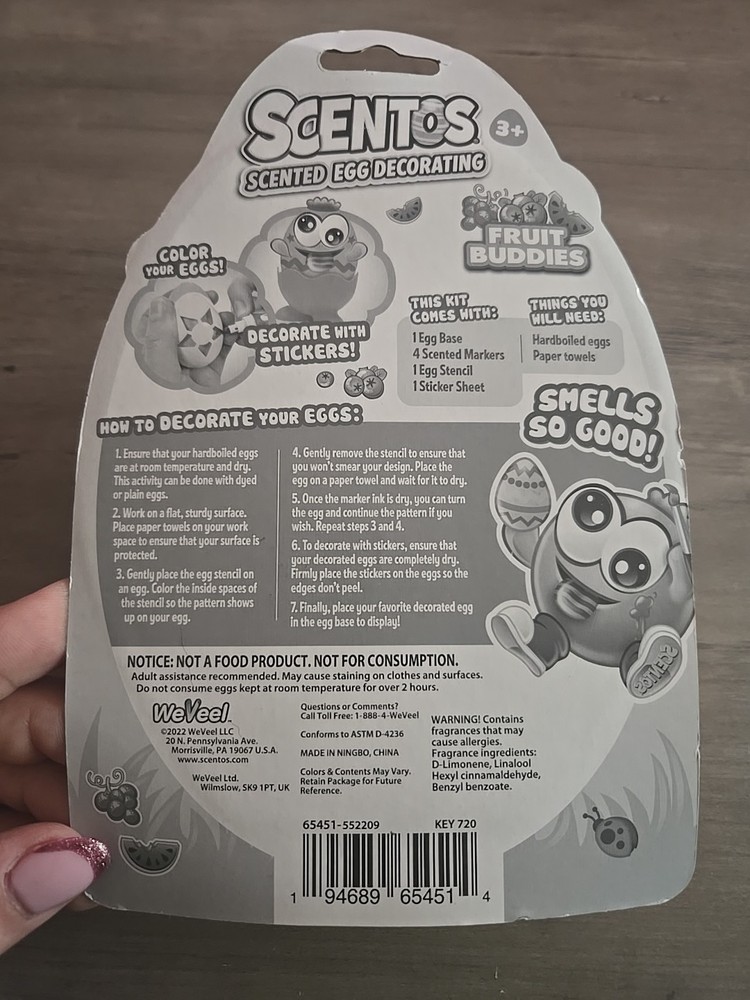 SCENTOS
3+
SCENTED EGG DECORATING
FRUIT
BUDDIES
COLOR
YOUR EGGS!
DECORATE WITH
STICKERS!
THIS KIT
COMES WITH:
1 Egg Base
4 Scented Markers
1 Egg Stencil
1 Sticker Sheet
THINGS YOU
WILL NEED:
Hardboiled eggs
Paper towels
SMELLS
SO GOOD!
HOW TO DECORATE YOUR EGGS:
1. Ensure that your hardboiled eggs
are at room temperature and dry.
This activity can be done with dyed
or plain eggs.
2. Work on a flat, sturdy surface.
Place paper towels on your work
space to ensure that your surface is
protected.
3. Gently place the egg stencil on
an egg. Color the inside spaces of
the stencil so the pattern shows
up on your egg.
4. Gently remove the stencil to ensure that
you won't smear your design. Place the
egg on a paper towel and wait for it to dry.
5. Once the marker ink is dry, you can turn
the egg and continue the pattern if you
wish. Repeat steps 3 and 4.
6. To decorate with stickers, ensure that
your decorated eggs are completely dry.
Firmly place the stickers on the eggs so the
edges don't peel.
7. Finally, place your favorite decorated egg
in the egg base to display!
SCENTOS
NOTICE: NOT A FOOD PRODUCT. NOT FOR CONSUMPTION.
Adult assistance recommended. May cause staining on clothes and surfaces.
Do not consume eggs kept at room temperature for over 2 hours.
WeVeel
©2022 WeVeel LLC
20 N. Pennsylvania Ave.
Morrisville, PA 19067 U.S.A.
www.scentos.com
WeVeel Ltd.
Wilmslow, SK9 1PT, UK
Questions or Comments?
Call Toll Free: 1-888-4-WeVeel
Conforms to ASTM D-4236
MADE IN NINGBO, CHINA
Colors & Contents May Vary.
Retain Package for Future
Reference.
WARNING! Contains
fragrances that may
cause allergies.
Fragrance ingredients:
D-Limonene, Linalool
Hexyl cinnamaldehyde,
Benzyl benzoate.
65451-552209 KEY 720
1 94689 65451 4